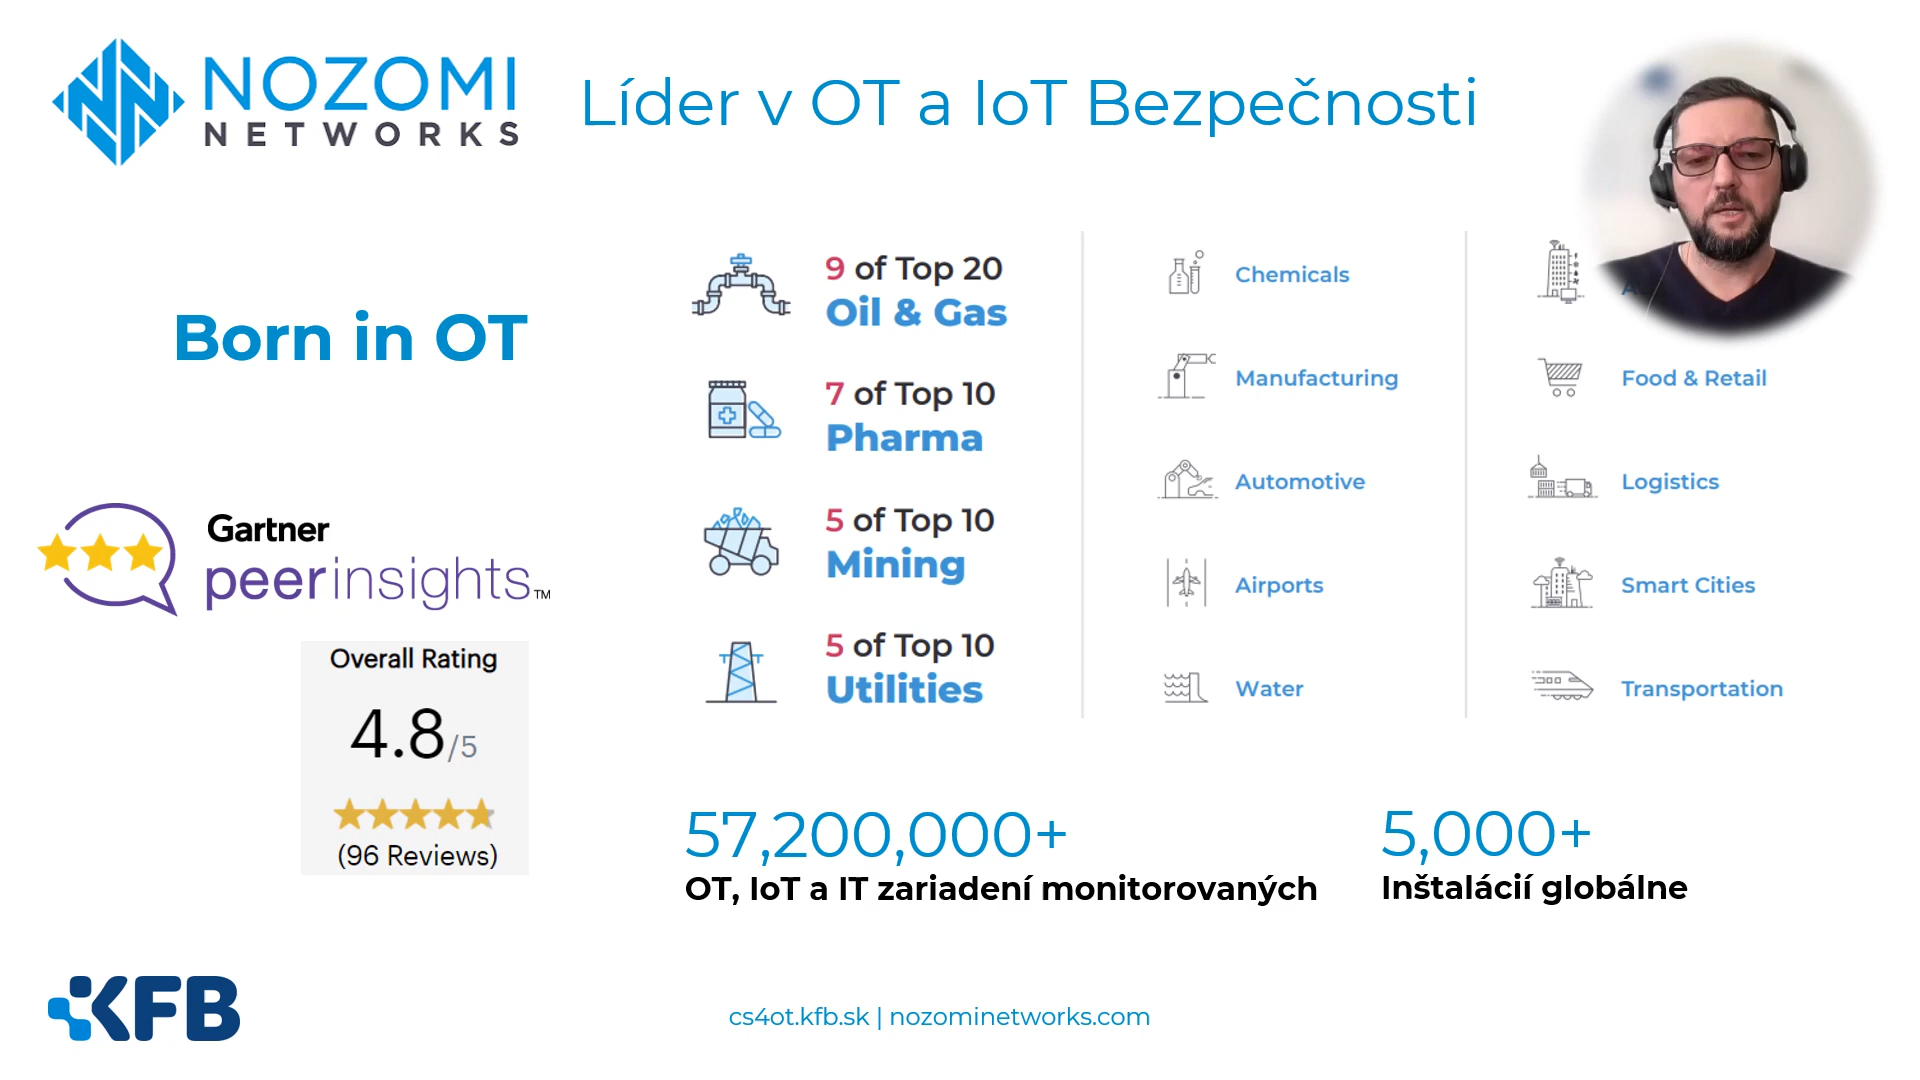 NOZOMI
NETWORKS
Líder v OT a IoT Bezpečnosti
Born in OT
Gartner
peerinsights™
Overall Rating
4.8/5
(96 Reviews)
9 of Top 20
Oil & Gas
7 of Top 10
Pharma
5 of Top 10
Mining
5 of Top 10
Utilities
Chemicals
Manufacturing
Automotive
Airports
Water
Food & Retail
Logistics
Smart Cities
Transportation
57,200,000+
OT, IoT a IT zariadení monitorovaných
5,000+
Inštalácií globálne
KFB
cs4ot.kfb.sk | nozominetworks.com